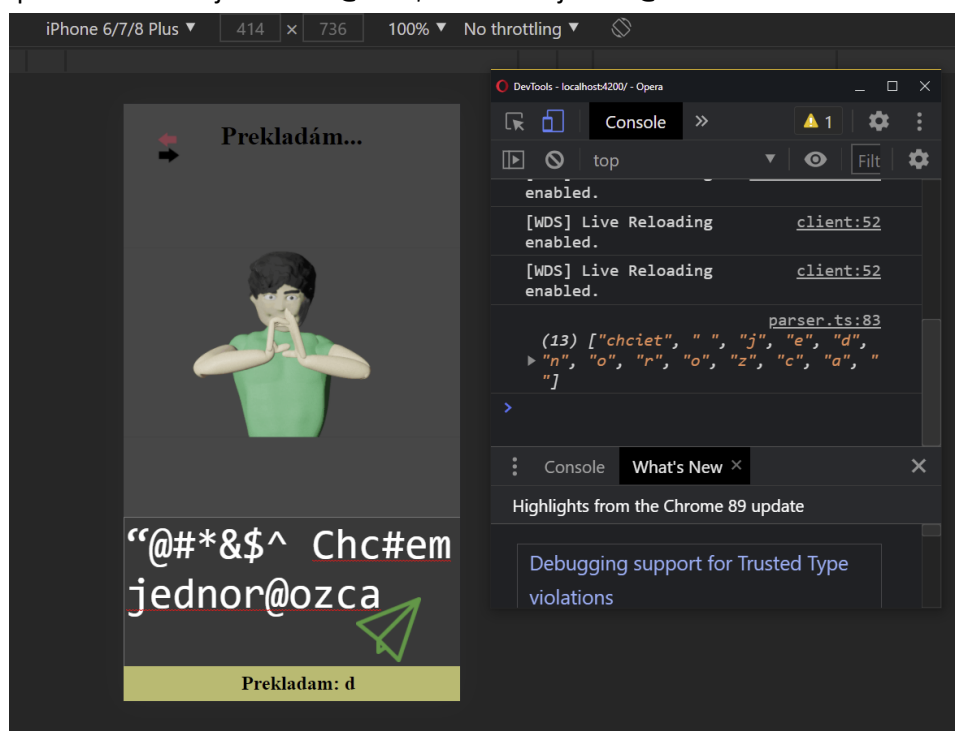 iPhone 6/7/8 Plus ▼ 414 × 736 100% ▼ No throttling ▼
DevTools - localhost:4200/ - Opera
Console » 1
top ▼ Filt
enabled.
[WDS] Live Reloading client:52
enabled.
[WDS] Live Reloading client:52
enabled.
parser.ts:83
(13) ["chciet", " ", "j", "e", "d",
"n", "o", "r", "o", "z", "c", "a", "
"]
>
Console What's New ×
Highlights from the Chrome 89 update
Debugging support for Trusted Type
violations
Prekladám...
“@#*&$^ Chc#em
jednor@ozca
Prekladam: d